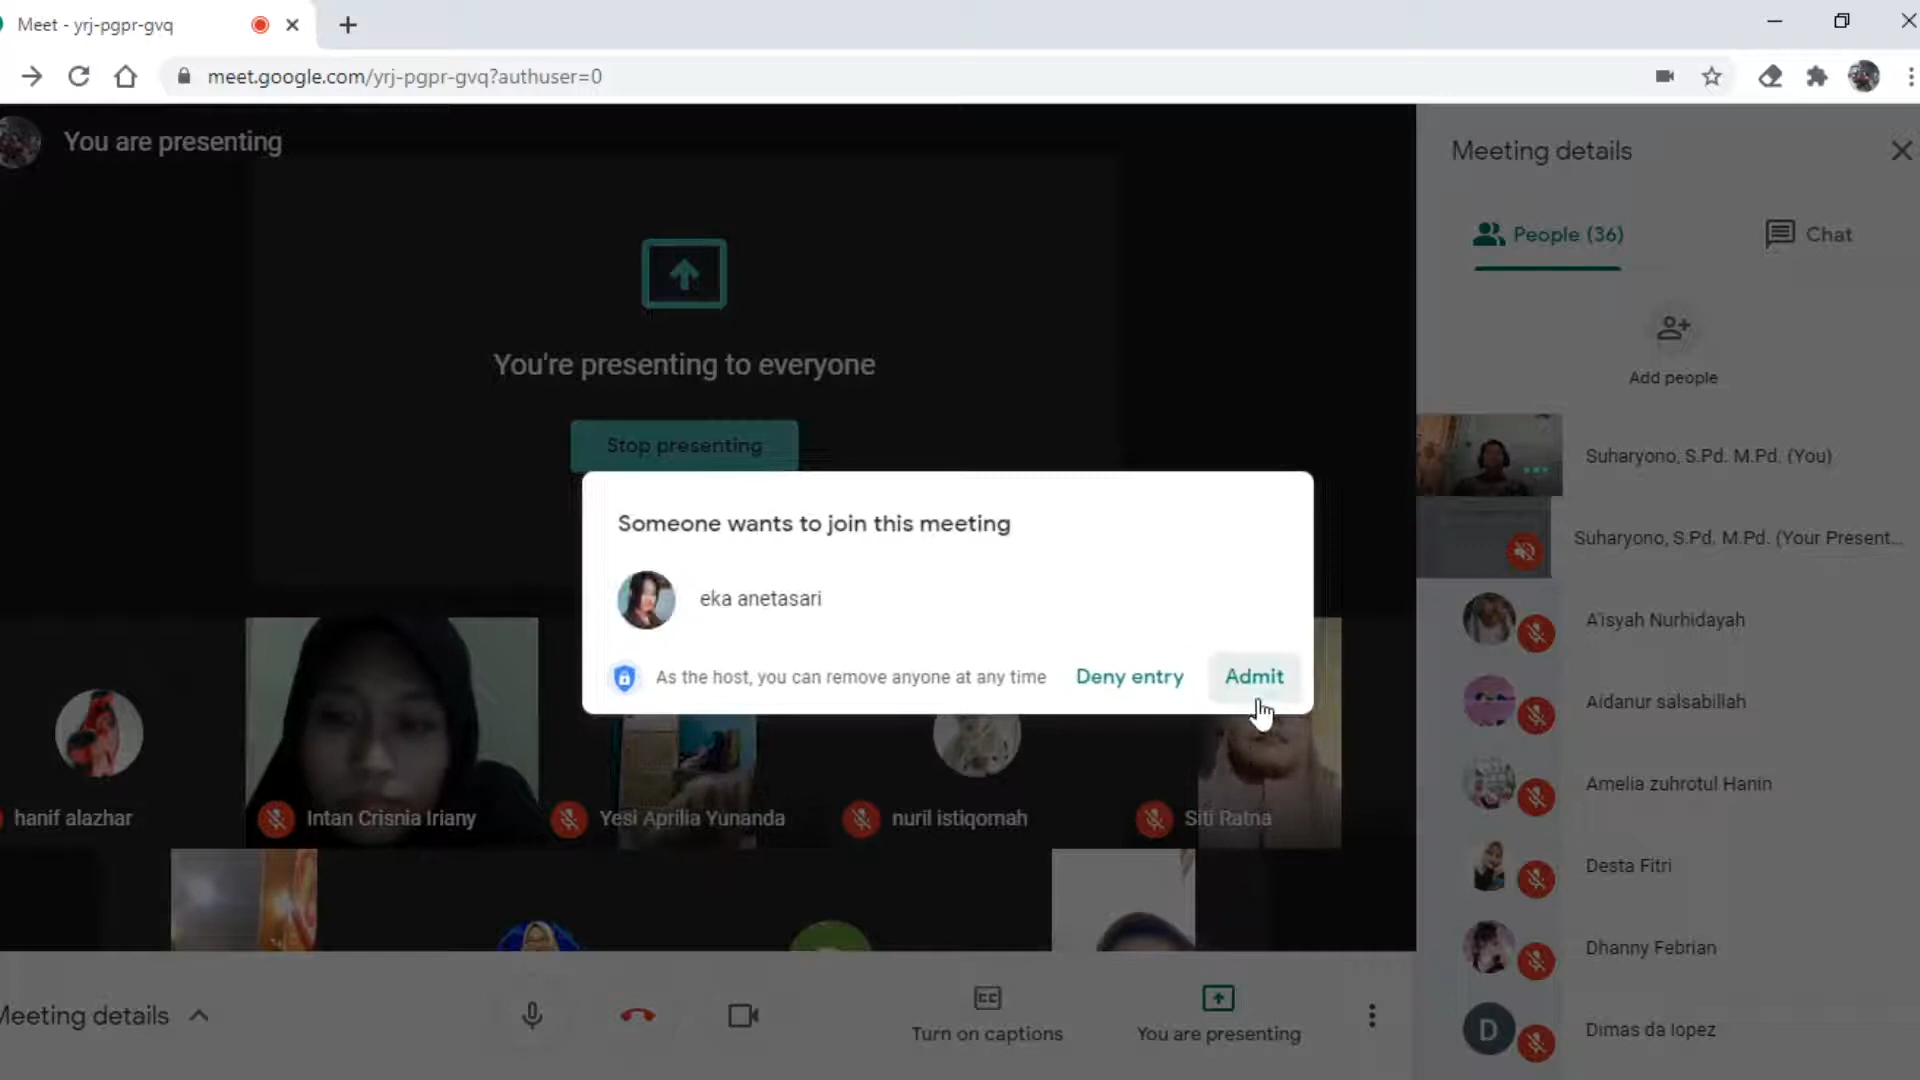 Meet - yrj-pgpr-gvq
meet.google.com/yrj-pgpr-gvq?authuser=0
You are presenting
Meeting details
People (36)
Chat
You're presenting to everyone
Add people
Stop presenting
Suharyono, S.Pd. M.Pd. (You)
Someone wants to join this meeting
Suharyono, S.Pd. M.Pd. (Your Present...
eka anetasari
A'isyah Nurhidayah
As the host, you can remove anyone at any time
Deny entry
Admit
Aidanur salsabillah
Amelia zuhrotul Hanin
hanif alazhar
Intan Crisnia Iriany
Yesi Aprilia Yunanda
nuril istiqomah
Siti Ratna
Desta Fitri
Dhanny Febrian
Meeting details
CC
Turn on captions
You are presenting
D
Dimas da lopez